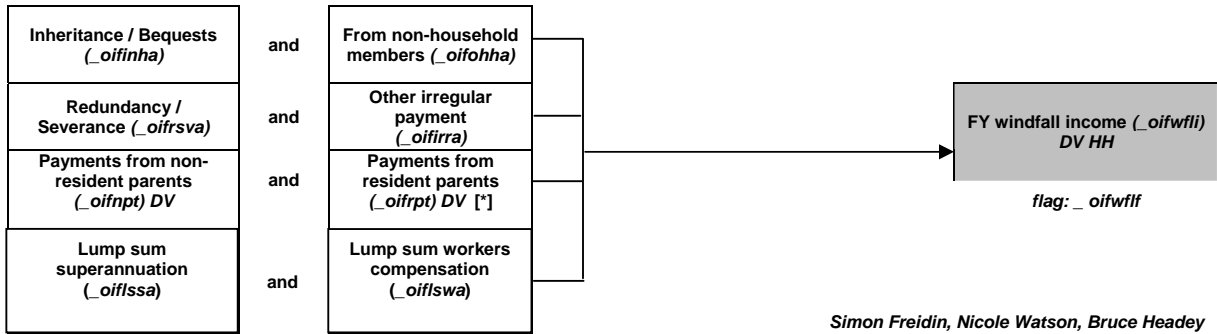 Inheritance / Bequests
(_oifinha)
and
From non-household
members (_oifohha)
Redundancy /
Severance (_oifrsva)
and
Other irregular
payment
(_oifirra)
Payments from non-
resident parents
(_oifnpt) DV
and
Payments from
resident parents
(_oifrpt) DV [*]
Lump sum
superannuation
(_oiflssa)
and
Lump sum workers
compensation
(_oiflswa)
FY windfall income (_oifwfli)
DV HH
flag: _ oifwflf
Simon Freidin, Nicole Watson, Bruce Headey